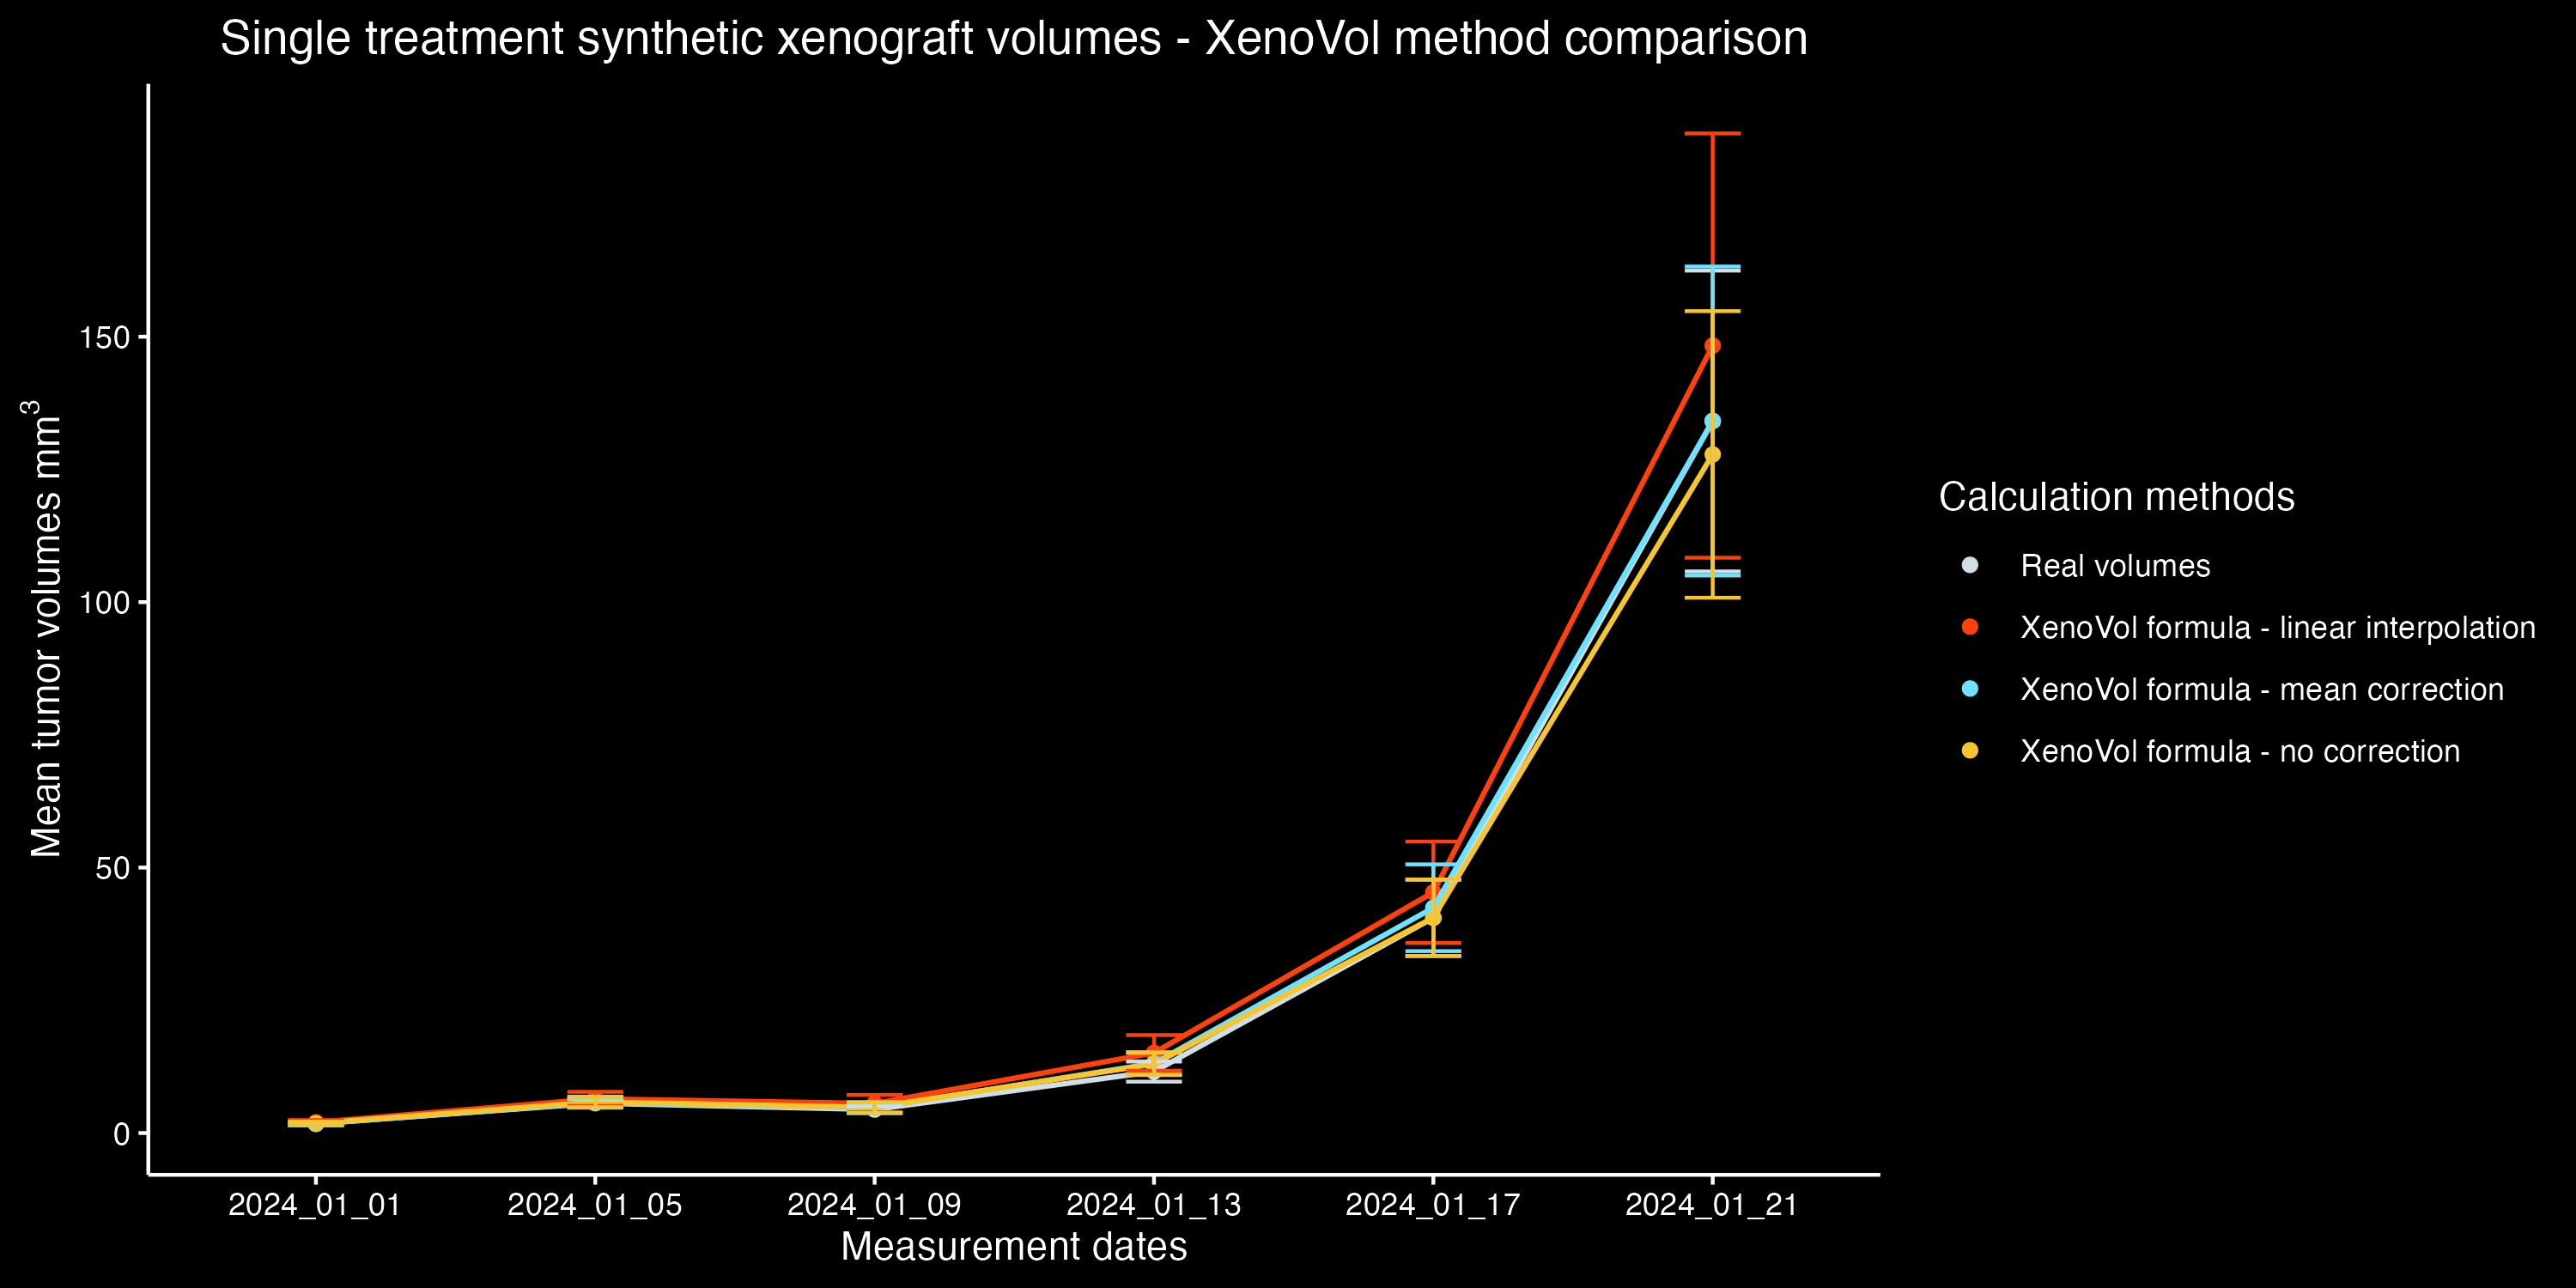 Single treatment synthetic xenograft volumes - XenoVol method comparison
Mean tumor volumes mm³
150
100
50
0
2024_01_01 2024_01_05 2024_01_09 2024_01_13 2024_01_17 2024_01_21
Measurement dates
Calculation methods
Real volumes
XenoVol formula - linear interpolation
XenoVol formula - mean correction
XenoVol formula - no correction